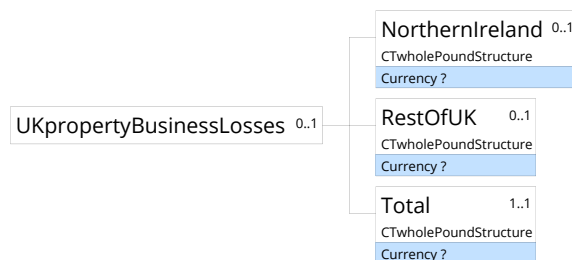 NorthernIreland 0..1
CTwholePoundStructure
Currency ?
UKpropertyBusinessLosses 0..1
RestOfUK 0..1
CTwholePoundStructure
Currency ?
Total 1..1
CTwholePoundStructure
Currency ?